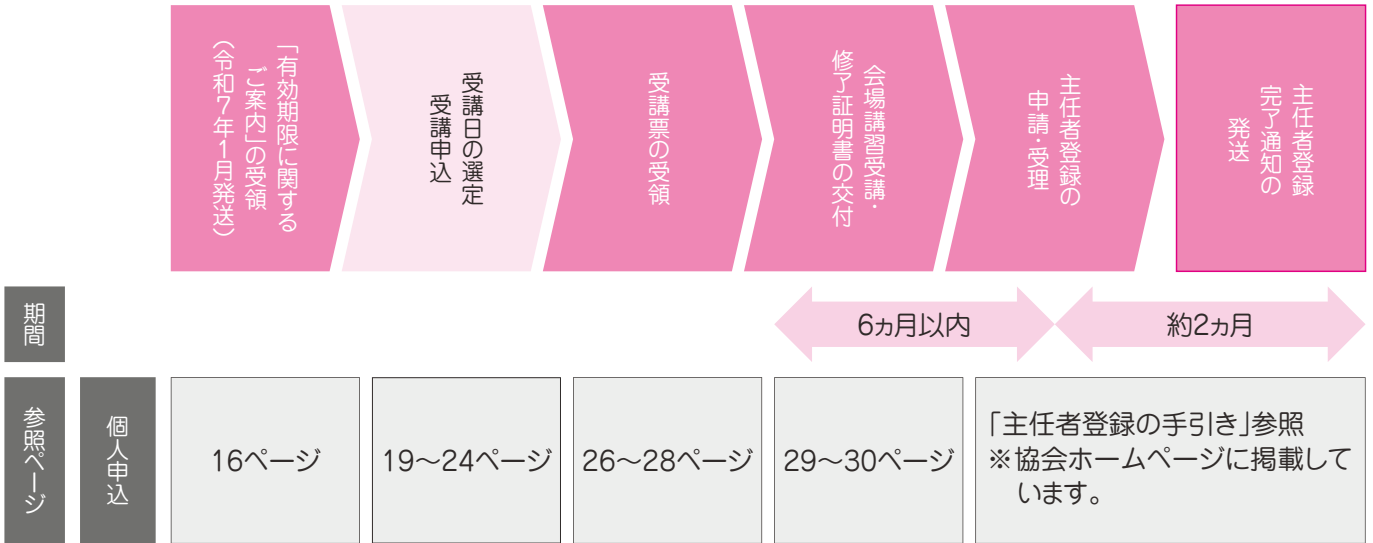 「有効期限に関する
ご案内」の受領
（令和7年1月発送）
受講日の選定
受講申込
受講票の受領
会場講習受講・
修了証明書の交付
主任者登録の
申請・受理
主任者登録
完了通知の
発送
期間
6ヵ月以内
約2ヵ月
参照ページ
個人申込
16ページ
19～24ページ
26～28ページ
29～30ページ
「主任者登録の手引き」参照
※協会ホームページに掲載して
います。